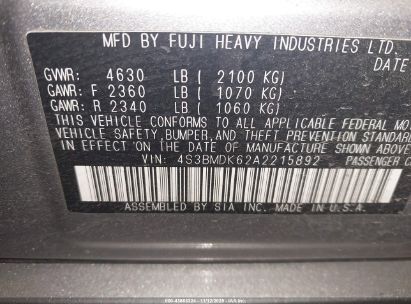 MFD BY FUJI HEAVY INDUSTRIES LTD.
DATE
GVWR: 4630 LB ( 2100 KG)
GAWR: F 2360 LB ( 1070 KG)
GAWR: R 2340 LB ( 1060 KG)
THIS VEHICLE CONFORMS TO ALL APPLICABLE FEDERAL MO
VEHICLE SAFETY, BUMPER, AND THEFT PREVENTION STANDAR
IN EFFECT ON THE DATE OF MANUFACTURE SHOWN ABOVE
VIN: 4S3BMDK62A2215892 PASSENGER C
ASSEMBLED BY SIA INC. MADE IN U.S.A.